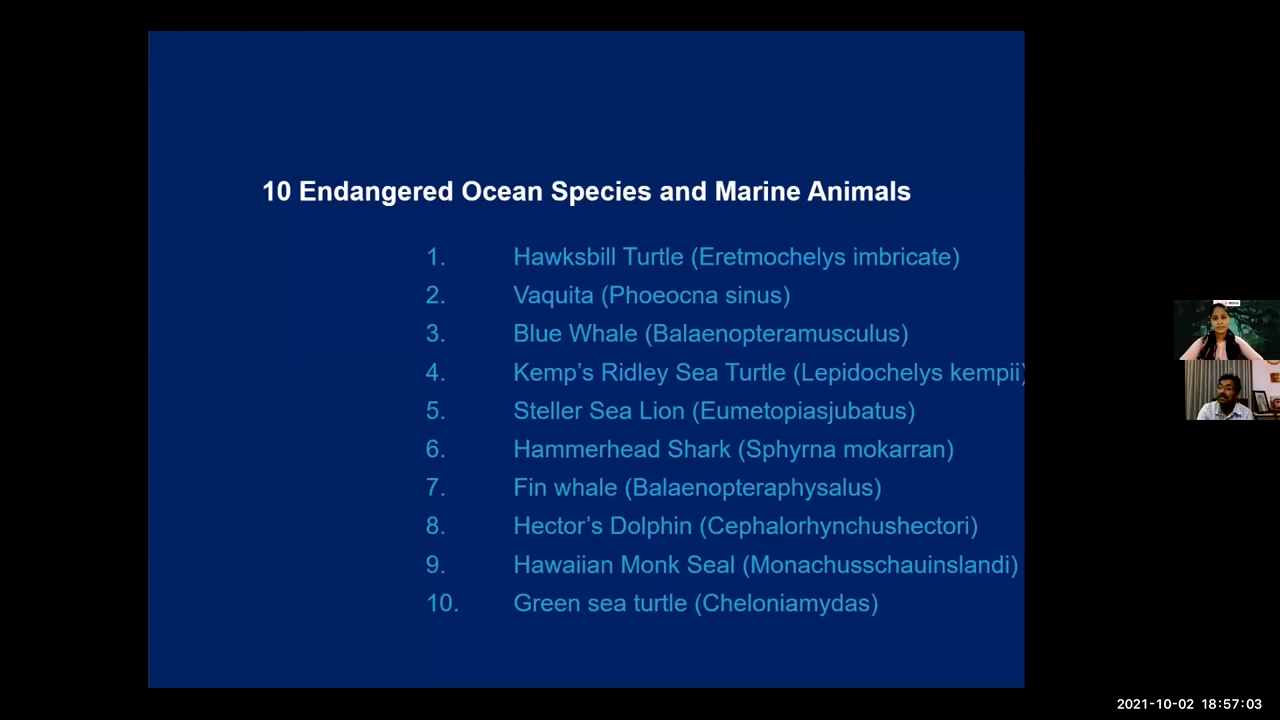 10 Endangered Ocean Species and Marine Animals
1. Hawksbill Turtle (Eretmochelys imbricate)
2. Vaquita (Phoeocna sinus)
3. Blue Whale (Balaenopteramusculus)
4. Kemp’s Ridley Sea Turtle (Lepidochelys kempii)
5. Steller Sea Lion (Eumetopiasjubatus)
6. Hammerhead Shark (Sphyrna mokarran)
7. Fin whale (Balaenopteraphysalus)
8. Hector’s Dolphin (Cephalorhynchushectori)
9. Hawaiian Monk Seal (Monachusschauinslandi)
10. Green sea turtle (Cheloniamydas)
2021-10-02 18:57:03